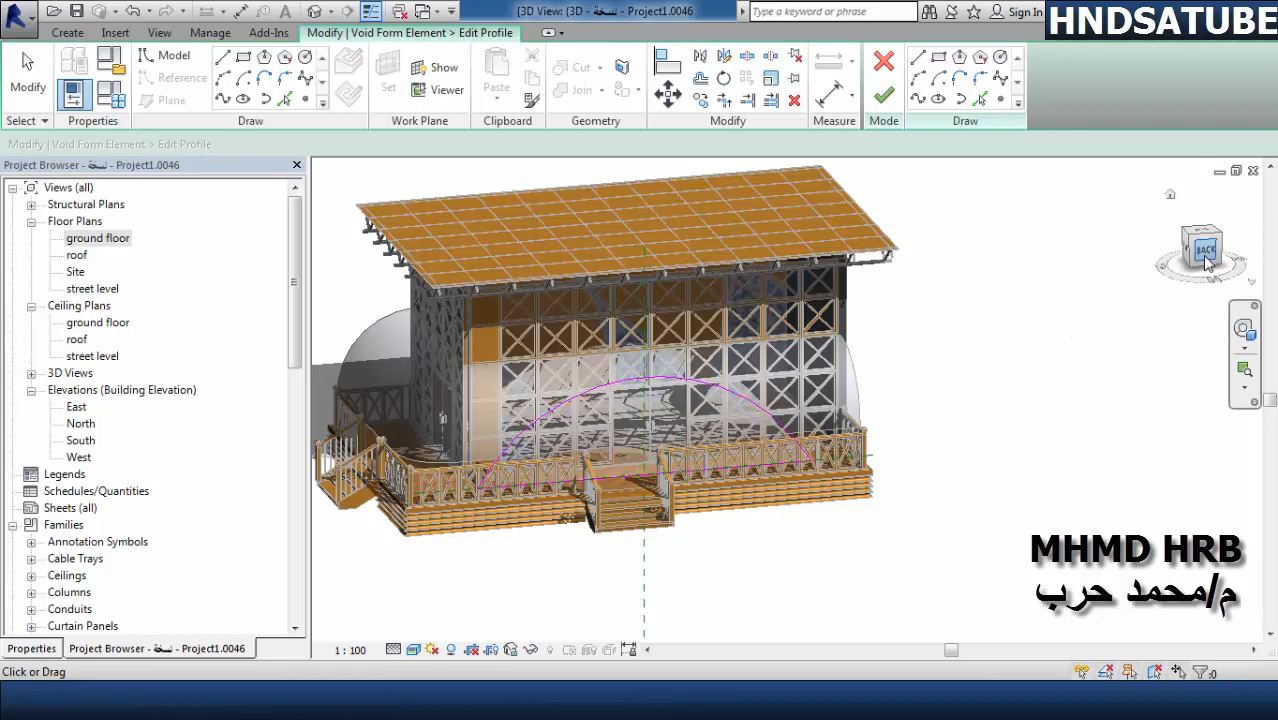 3D View: {3D - نسخة - Project1.0046
Type a keyword or phrase
Sign In
HNDSATUBE
Create
Insert
View
Manage
Add-Ins
Modify | Void Form Element > Edit Profile
Modify
Model
Reference
Plane
Set
Show
Viewer
Paste
Cut
Join
Select
Properties
Draw
Work Plane
Clipboard
Geometry
Modify
Measure
Mode
Draw
Modify | Void Form Element > Edit Profile
Project Browser - نسخة - Project1.0046
Views (all)
Structural Plans
Floor Plans
ground floor
roof
Site
street level
Ceiling Plans
ground floor
roof
street level
3D Views
Elevations (Building Elevation)
East
North
South
West
Legends
Schedules/Quantities
Sheets (all)
Families
Annotation Symbols
Cable Trays
Ceilings
Columns
Conduits
Curtain Panels
BACK
MHMD HRB
م/محمد حرب
Properties
Project Browser - نسخة - Project1.0046
1 : 100
Click or Drag
:0